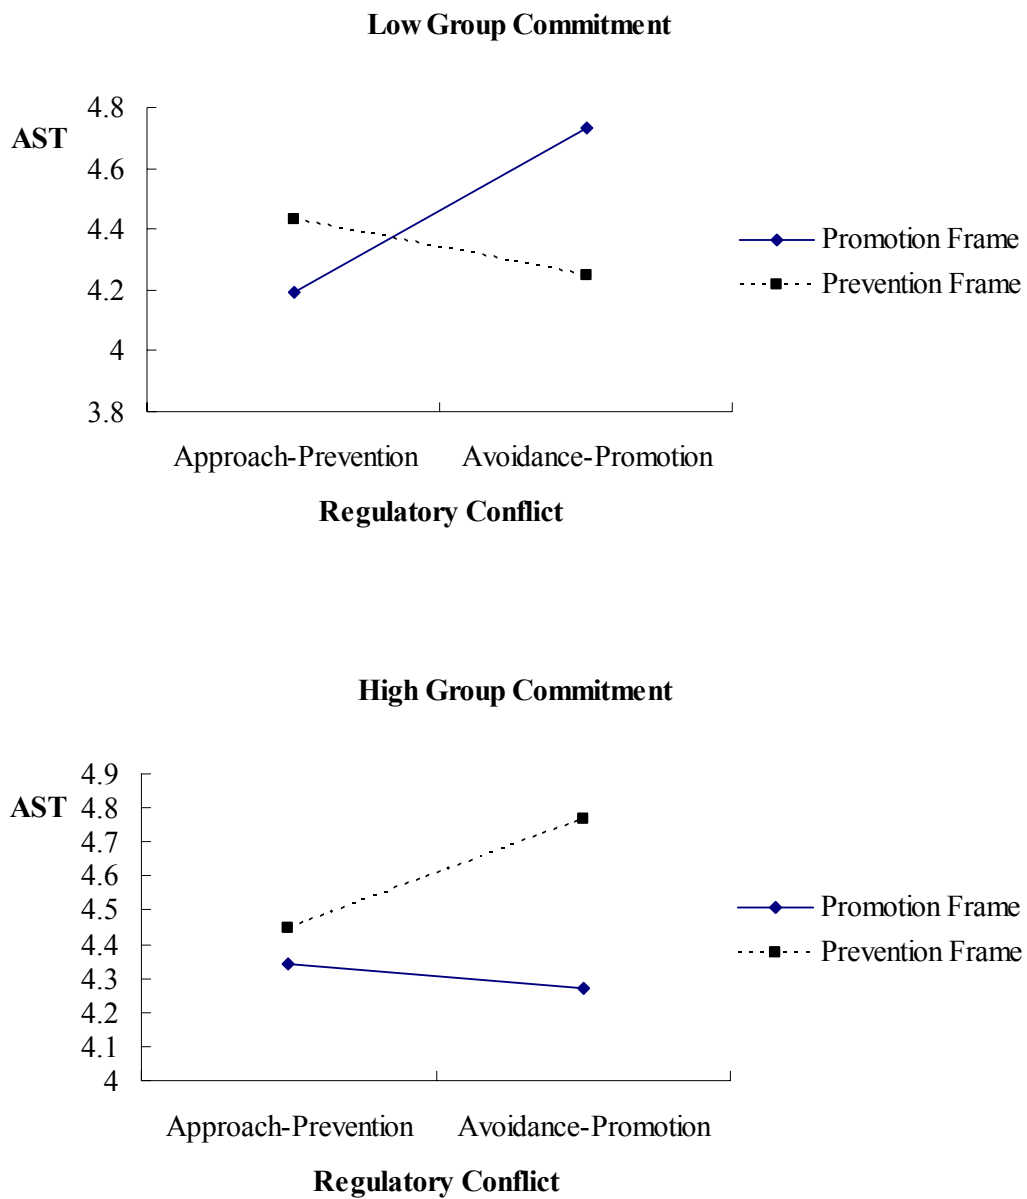 Low Group Commitment
4.8
AST
4.6
4.4
4.2
4
3.8
Promotion Frame
Prevention Frame
Approach-Prevention Avoidance-Promotion
Regulatory Conflict
High Group Commitment
4.9
AST
4.8
4.7
4.6
4.5
4.4
4.3
4.2
4.1
4
Promotion Frame
Prevention Frame
Approach-Prevention Avoidance-Promotion
Regulatory Conflict